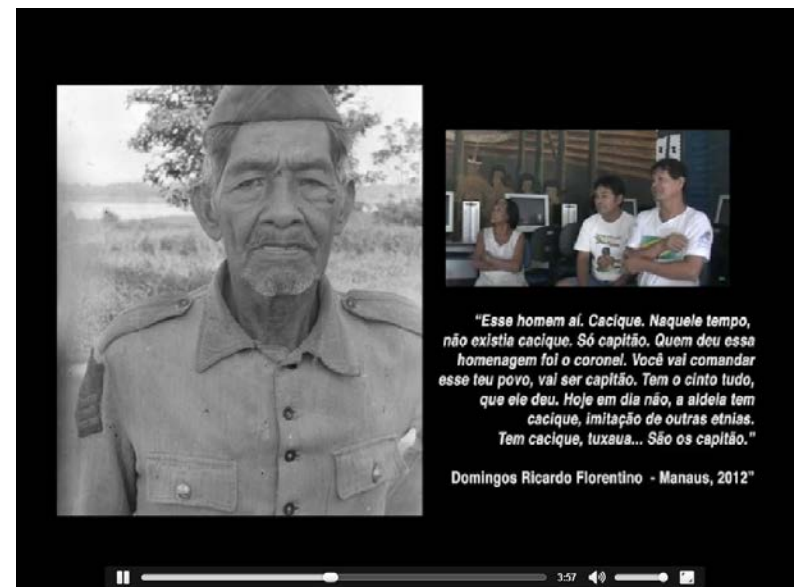 “Esse homem aí. Cacique. Naquele tempo,
não existia cacique. Só capitão. Quem deu essa
homenagem foi o coronel. Você vai comandar
esse teu povo, vai ser capitão. Tem o cinto tudo,
que ele deu. Hoje em dia não, a aldeia tem
cacique, imitação de outras etnias.
Tem cacique, tuxaua... São os capitão.”
Domingos Ricardo Florentino - Manaus, 2012”
3:57